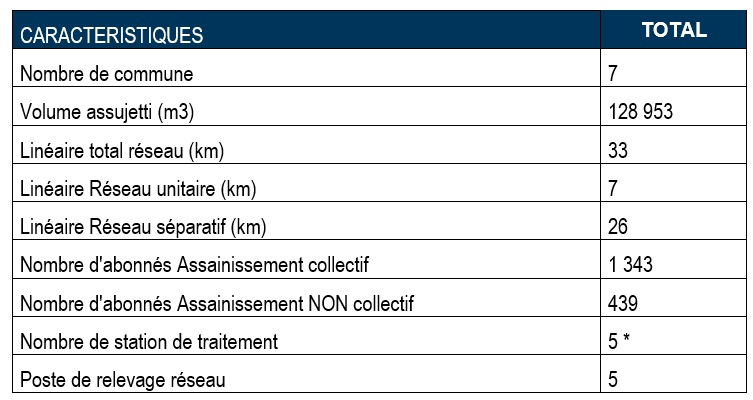 CARACTERISTIQUES TOTAL
Nombre de commune 7
Volume assujetti (m3) 128 953
Linéaire total réseau (km) 33
Linéaire Réseau unitaire (km) 7
Linéaire Réseau séparatif (km) 26
Nombre d'abonnés Assainissement collectif 1 343
Nombre d'abonnés Assainissement NON collectif 439
Nombre de station de traitement 5 *
Poste de relevage réseau 5